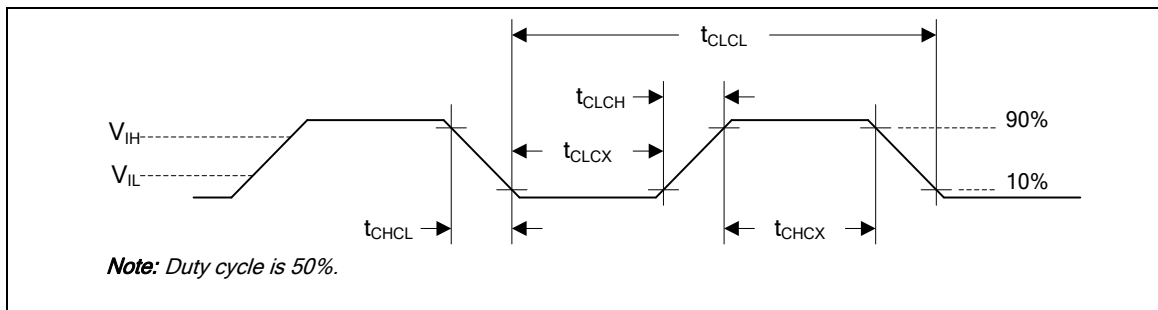 tCLCL
tCLCH
VIH
90%
tCLCX
VIL
10%
tCHCL
tCHCX
Note: Duty cycle is 50%.